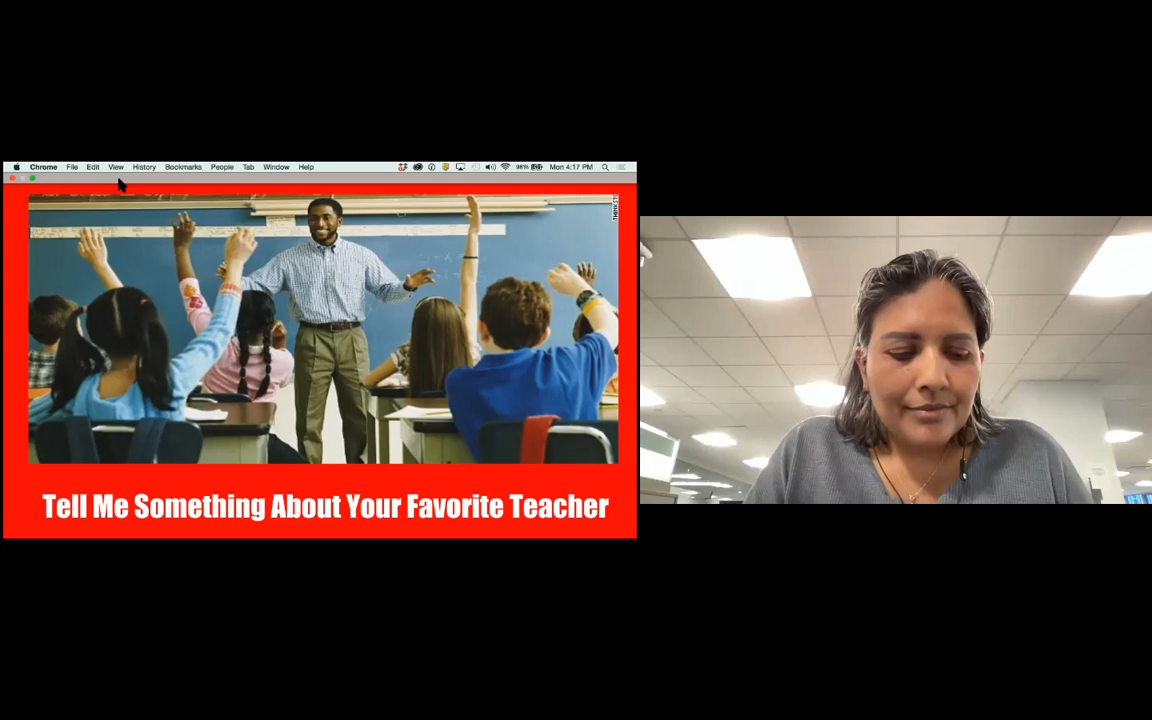 Chrome File Edit View History Bookmarks People Tab Window Help 98% Mon 4:17 PM
Tell Me Something About Your Favorite Teacher